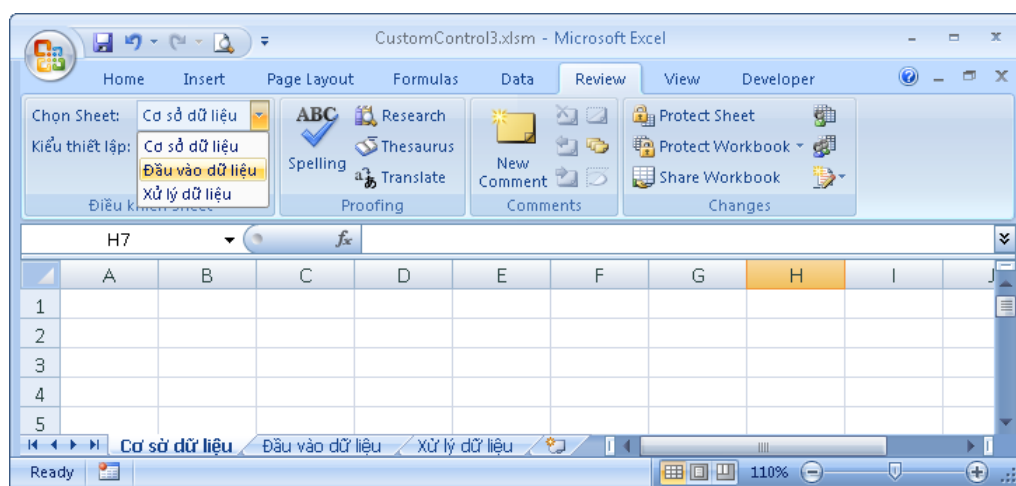 CustomControl3.xlsm - Microsoft Excel
Home Insert Page Layout Formulas Data Review View Developer
Chọn Sheet: Cơ sở dữ liệu ABC Research Protect Sheet
Kiểu thiết lập: Cơ sở dữ liệu Thesaurus Protect Workbook
Đầu vào dữ liệu Spelling New Translate Comment Share Workbook
Xử lý dữ liệu
Điều Sheet Proofing Comments Changes
H7 fx
A B C D E F G H I J
1
2
3
4
5
Cơ sở dữ liệu Đầu vào dữ liệu Xử lý dữ liệu
Ready 110%